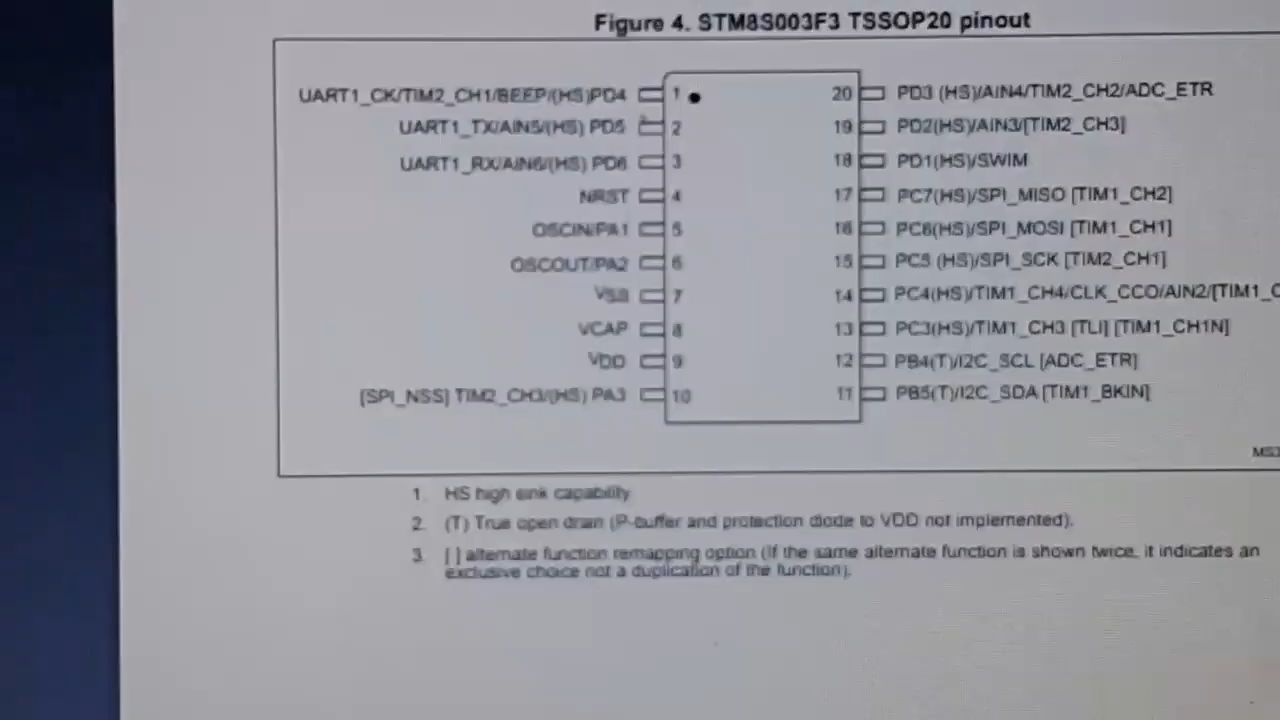 Figure 4. STM8S003F3 TSSOP20 pinout
UART1_CK/TIM2_CH1/BEEP/(HS)PD4 1 20 PD3 (HS)/AIN4/TIM2_CH2/ADC_ETR
UART1_TX/AIN5/(HS) PD5 2 19 PD2(HS)/AIN3/[TIM2_CH3]
UART1_RX/AIN6/(HS) PD6 3 18 PD1(HS)/SWIM
NRST 4 17 PC7(HS)/SPI_MISO [TIM1_CH2]
OSCIN/PA1 5 16 PC6(HS)/SPI_MOSI [TIM1_CH1]
OSCOUT/PA2 6 15 PC5 (HS)/SPI_SCK [TIM2_CH1]
VSS 7 14 PC4(HS)/TIM1_CH4/CLK_CCO/AIN2/[TIM1_C
VCAP 8 13 PC3(HS)/TIM1_CH3 [TLI] [TIM1_CH1N]
VDD 9 12 PB4(T)/I2C_SCL [ADC_ETR]
[SPI_NSS] TIM2_CH3/(HS) PA3 10 11 PB5(T)/I2C_SDA [TIM1_BKIN]
1. HS high sink capability.
2. (T) True open drain (P-buffer and protection diode to VDD not implemented).
3. [ ] alternate function remapping option (If the same alternate function is shown twice, it indicates an
exclusive choice not a duplication of the function).